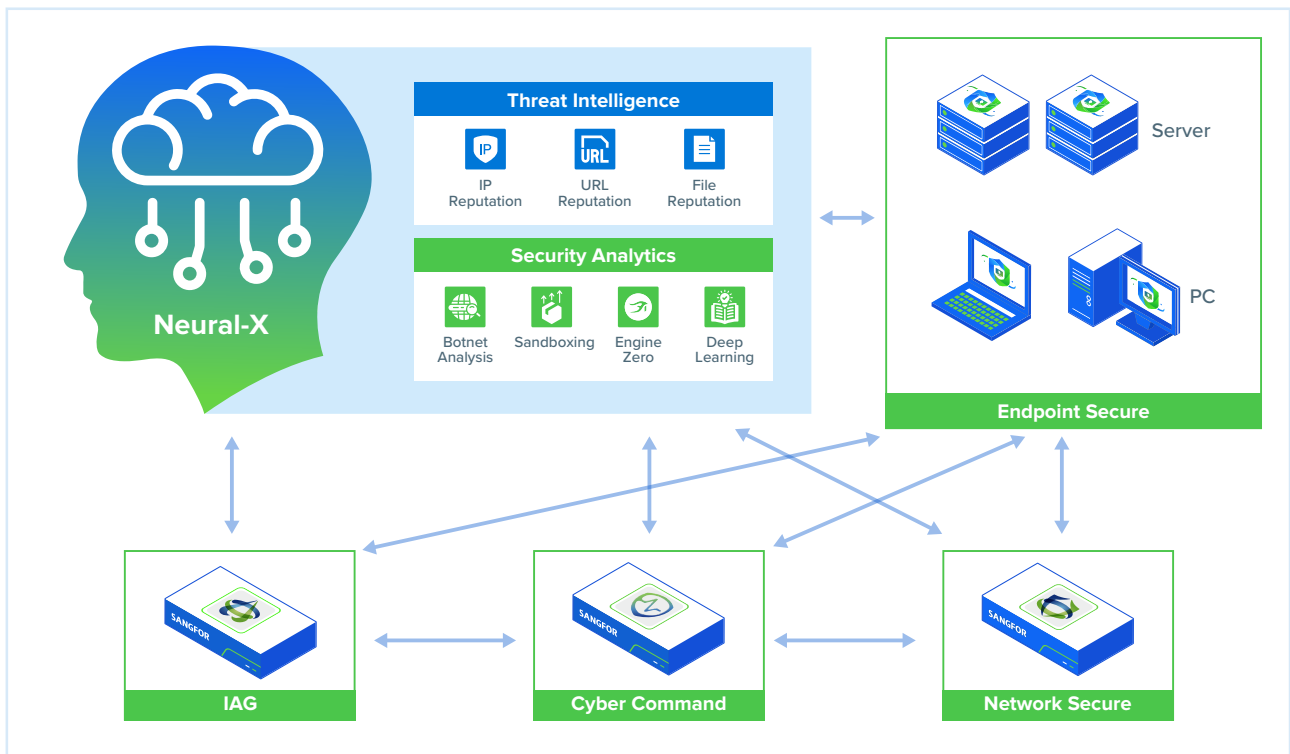 Neural-X
Threat Intelligence
IP
URL
IP
Reputation
URL
Reputation
File
Reputation
Security Analytics
Botnet
Analysis
Sandboxing
Engine
Zero
Deep
Learning
Server
PC
Endpoint Secure
SANGFOR
IAG
SANGFOR
Cyber Command
SANGFOR
Network Secure